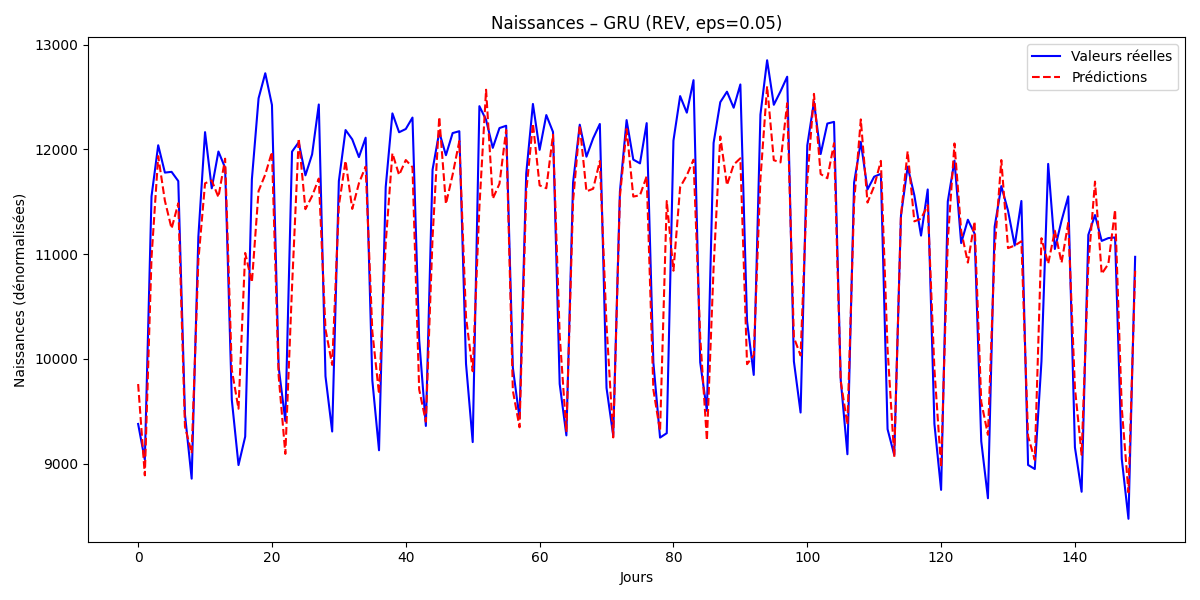 Naissances – GRU (REV, eps=0.05)
Valeurs réelles
Prédictions
Naissances (dénormalisées)
13000
12000
11000
10000
9000
0 20 40 60 80 100 120 140
Jours